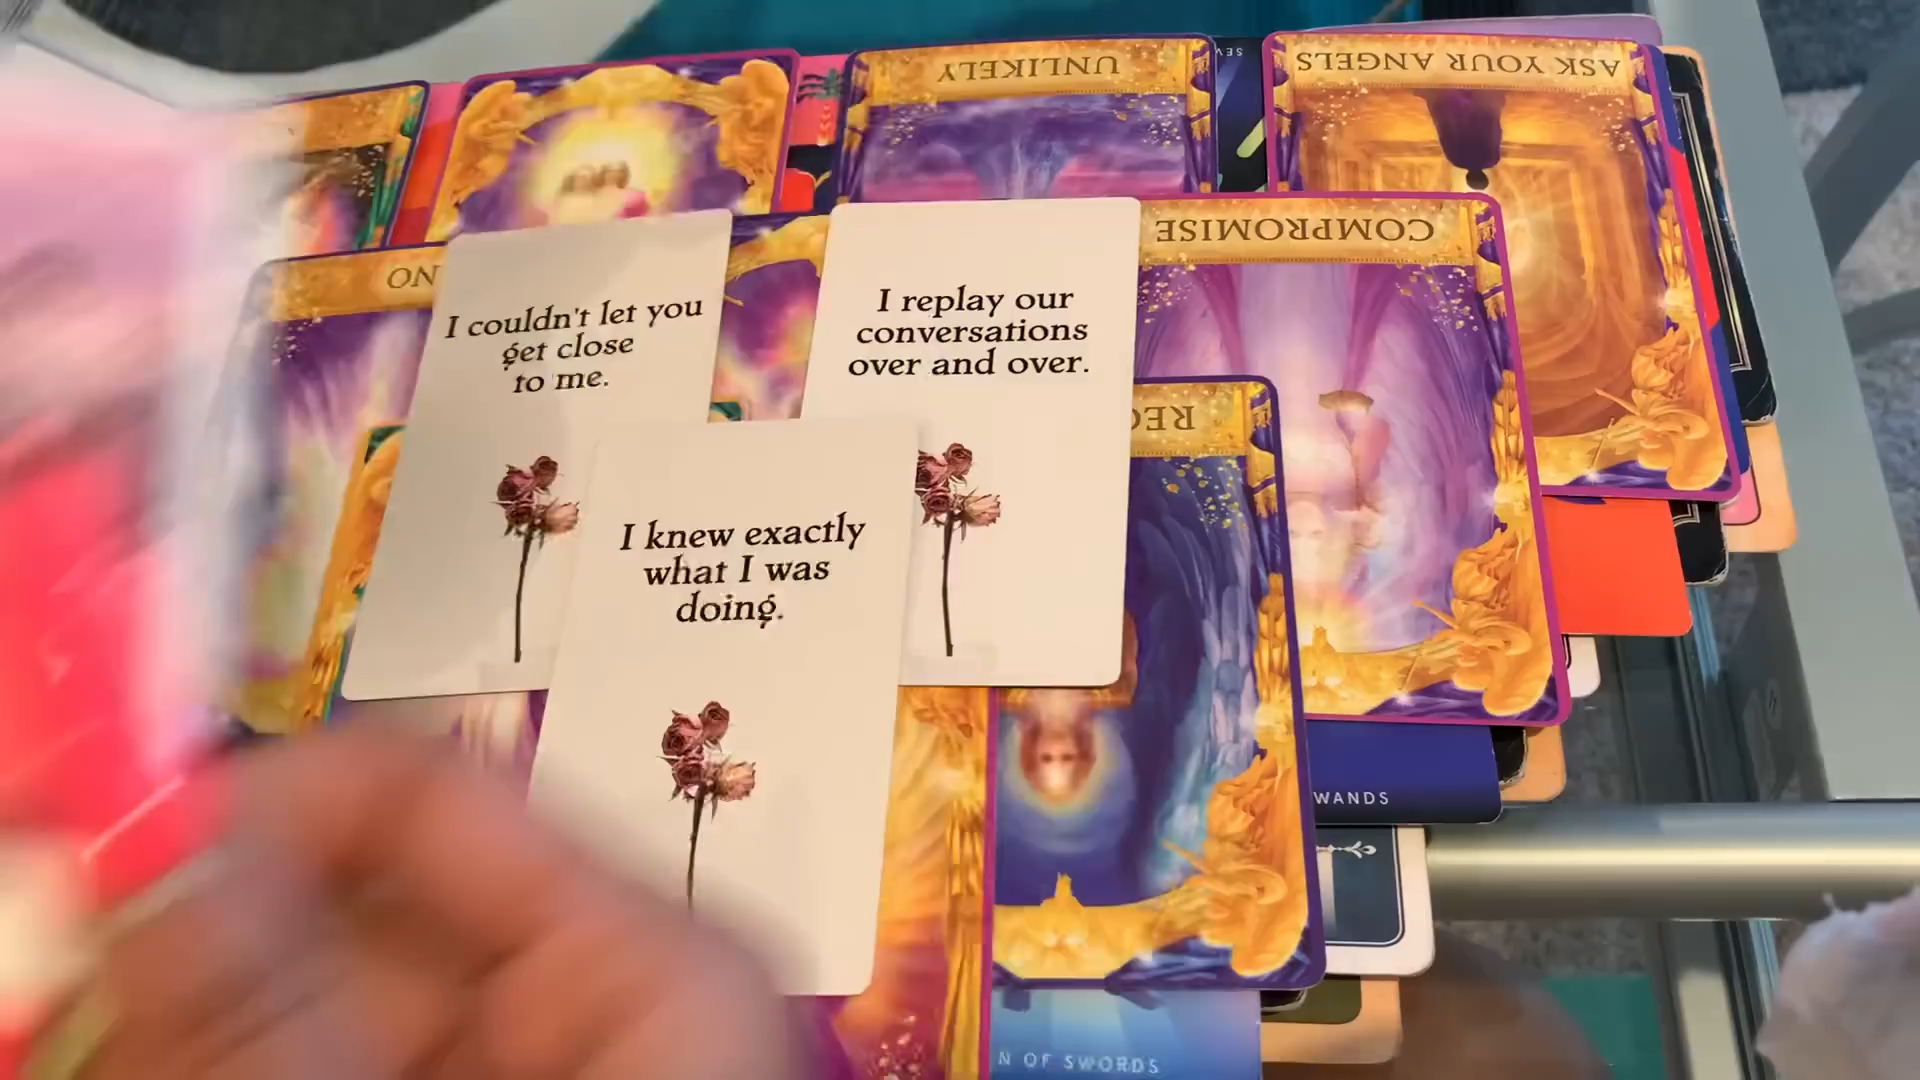 UNLIKELY
ASK YOUR ANGELS
COMPROMISE
NO
I couldn't let you
get close
to me.
I replay our
conversations
over and over.
I knew exactly
what I was
doing.
WANDS
OF SWORDS